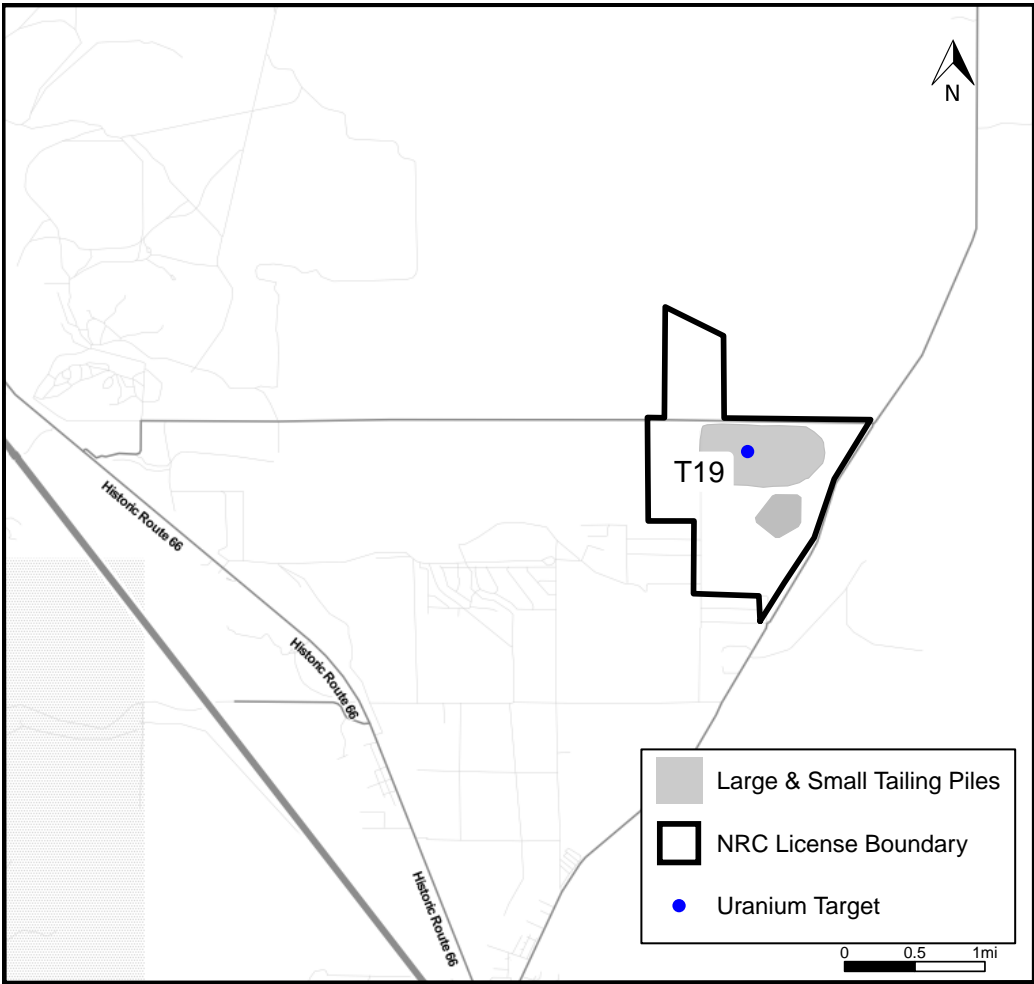 N
T19
Historic Route 66
Historic Route 66
Historic Route 66
Large & Small Tailing Piles
NRC License Boundary
Uranium Target
0 0.5 1mi